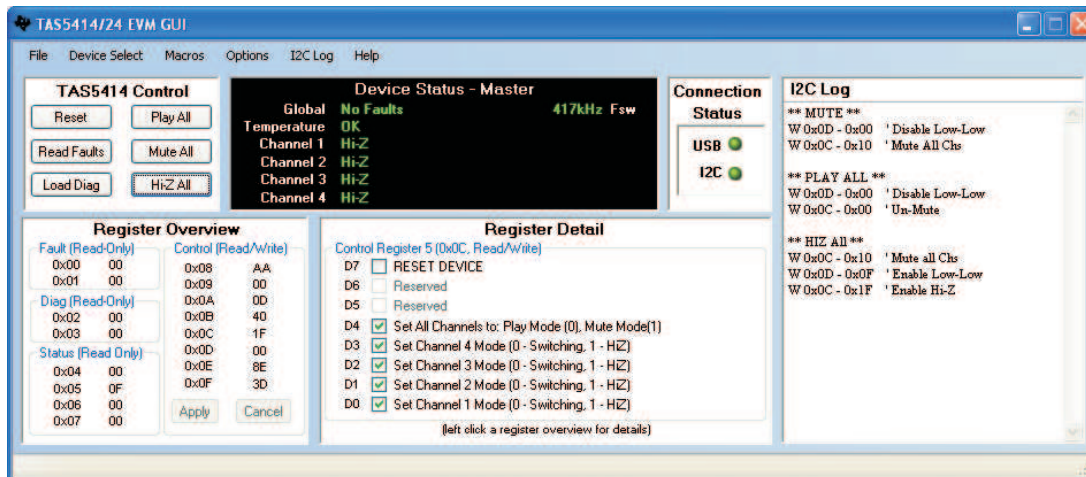 TAS5414/24 EVM GUI
File Device Select Macros Options I2C Log Help
TAS5414 Control
Reset Play All
Read Faults Mute All
Load Diag Hi-Z All
Device Status - Master
Global No Faults 417kHz Fsw
Temperature OK
Channel 1 Hi-Z
Channel 2 Hi-Z
Channel 3 Hi-Z
Channel 4 Hi-Z
Connection
Status
USB
I2C
I2C Log
** MUTE **
W 0x0D - 0x00 ' Disable Low-Low
W 0x0C - 0x10 ' Mute All Chs
** PLAY ALL **
W 0x0D - 0x00 ' Disable Low-Low
W 0x0C - 0x00 ' Un-Mute
** HIZ All **
W 0x0C - 0x10 ' Mute all Chs
W 0x0D - 0x0F ' Enable Low-Low
W 0x0C - 0x1F ' Enable Hi-Z
Register Overview
Fault (Read-Only)
0x00 00
0x01 00
Diag (Read-Only)
0x02 00
0x03 00
Status (Read Only)
0x04 00
0x05 0F
0x06 00
0x07 00
Control (Read/Write)
0x08 AA
0x09 00
0x0A 0D
0x0B 40
0x0C 1F
0x0D 00
0x0E 8E
0x0F 3D
Apply Cancel
Register Detail
Control Register 5 (0x0C, Read/Write)
D7 RESET DEVICE
D6 Reserved
D5 Reserved
D4 Set All Channels to: Play Mode (0), Mute Mode(1)
D3 Set Channel 4 Mode (0 - Switching, 1 - HiZ)
D2 Set Channel 3 Mode (0 - Switching, 1 - HiZ)
D1 Set Channel 2 Mode (0 - Switching, 1 - HiZ)
D0 Set Channel 1 Mode (0 - Switching, 1 - HiZ)
(left click a register overview for details)